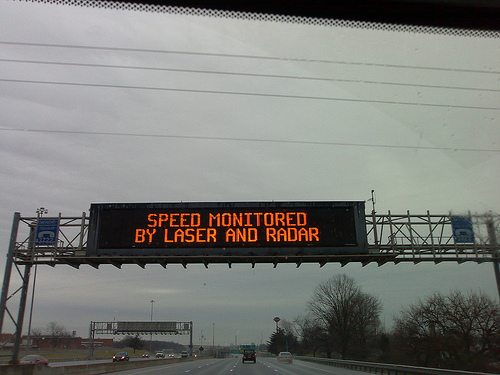 SPEED MONITORED
BY LASER AND RADAR